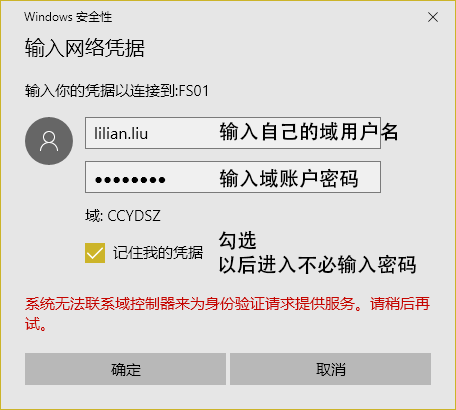 Windows 安全性
输入网络凭据
输入你的凭据以连接到:FS01
lilian.liu 输入自己的域用户名
●●●●●●●● 输入域账户密码
域: CCYDSZ
记住我的凭据 勾选
以后进入不必输入密码
系统无法联系域控制器来为身份验证请求提供服务。请稍后再
试。
确定 取消